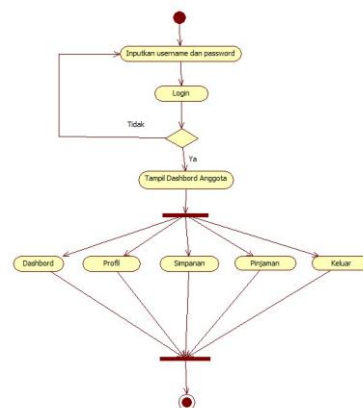 Inputkan username dan password
Login
Tidak
Ya
Tampil Dashbord Anggota
Dashbord
Profil
Simpanan
Pinjaman
Keluar